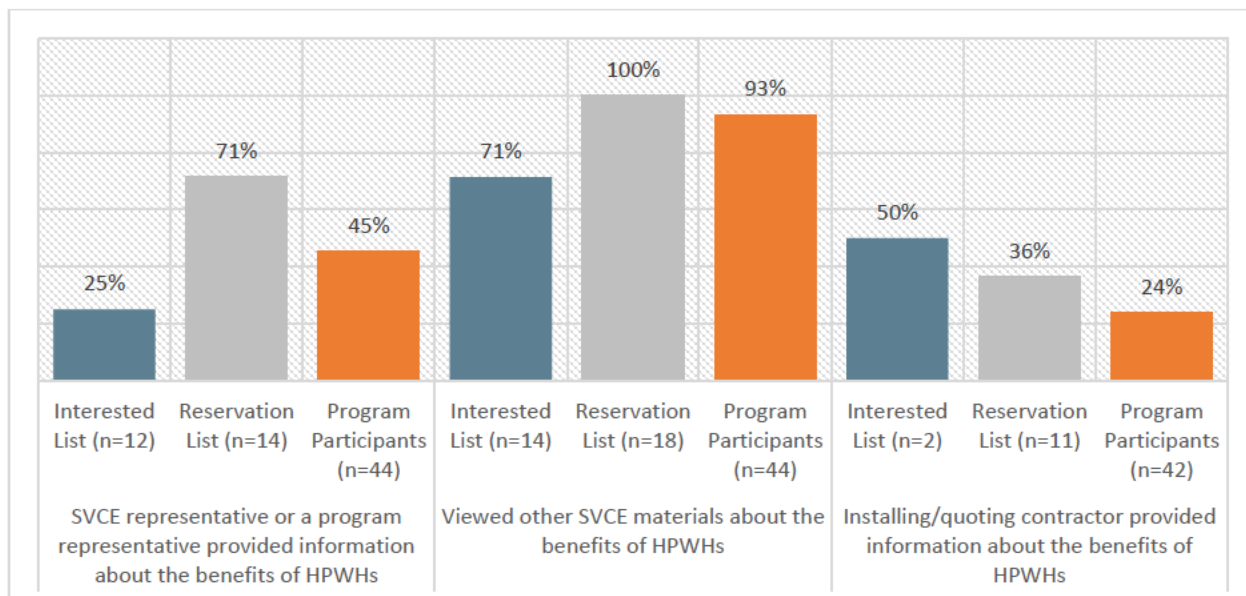 100%
93%
71%
71%
50%
45%
36%
25%
24%
Interested
List (n=12)
Reservation
List (n=14)
Program
Participants
(n=44)
Interested
List (n=14)
Reservation
List (n=18)
Program
Participants
(n=44)
Interested
List (n=2)
Reservation
List (n=11)
Program
Participants
(n=42)
SVCE representative or a program
representative provided information
about the benefits of HPWHs
Viewed other SVCE materials about the
benefits of HPWHs
Installing/quoting contractor provided
information about the benefits of
HPWHs